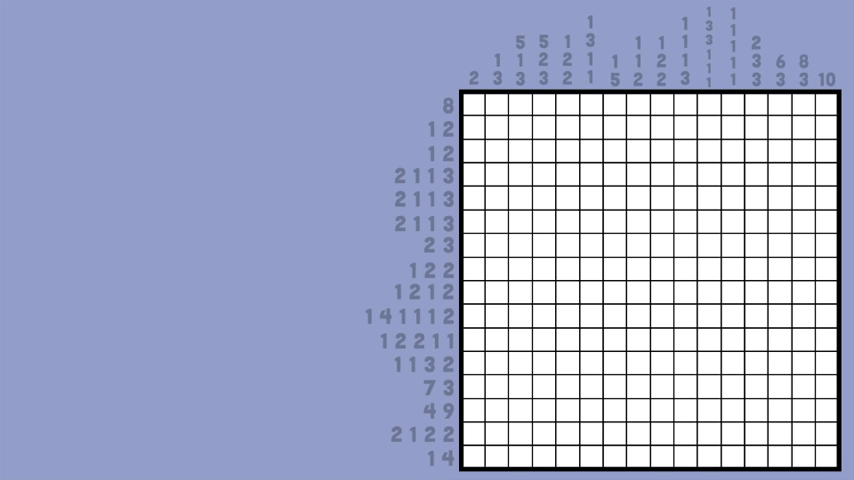 1 1
1 1 3 1
5 5 1 3 1 1 1 3 1 2
1 1 2 2 1 1 1 2 1 1 1 3 6 8
1
2 3 3 3 2 1 5 2 2 3 1 1 3 3 3 10
8
1 2
1 2
2 1 1 3
2 1 1 3
2 1 1 3
2 3
1 2 2
1 2 1 2
1 4 1 1 1 2
1 2 2 1 1
1 1 3 2
7 3
4 9
2 1 2 2
1 4